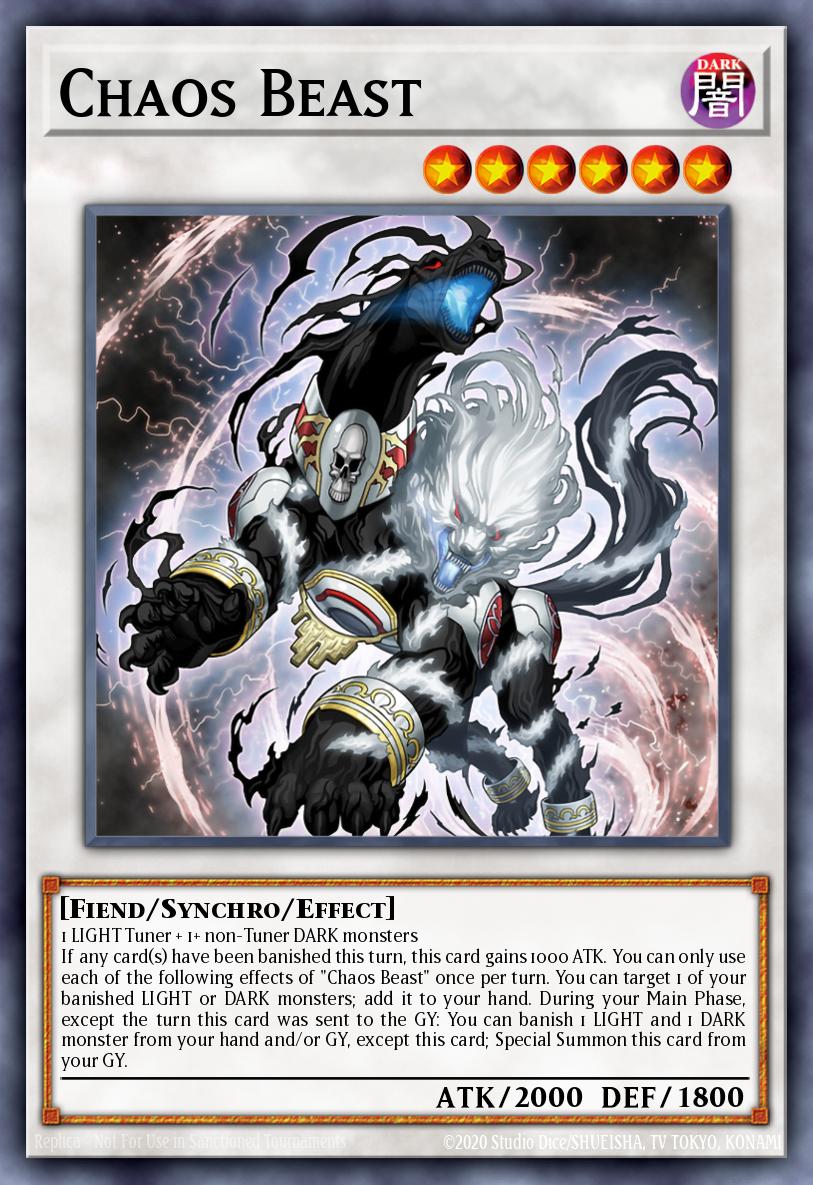 Chaos Beast
DARK
闇
[Fiend/Synchro/Effect]
1 LIGHT Tuner + 1+ non-Tuner DARK monsters
If any card(s) have been banished this turn, this card gains 1000 ATK. You can only use
each of the following effects of "Chaos Beast" once per turn. You can target 1 of your
banished LIGHT or DARK monsters; add it to your hand. During your Main Phase,
except the turn this card was sent to the GY: You can banish 1 LIGHT and 1 DARK
monster from your hand and/or GY, except this card; Special Summon this card from
your GY.
ATK/2000 DEF/1800
Replica - Not For Use in Sanctioned Tournaments
©2020 Studio Dice/SHUEISHA, TV TOKYO, KONAMI